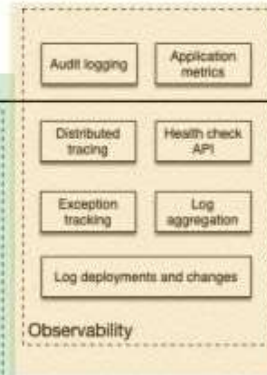 Audit logging
Application
metrics
Distributed
tracing
Health check
API
Exception
tracking
Log
aggregation
Log deployments and changes
Observability